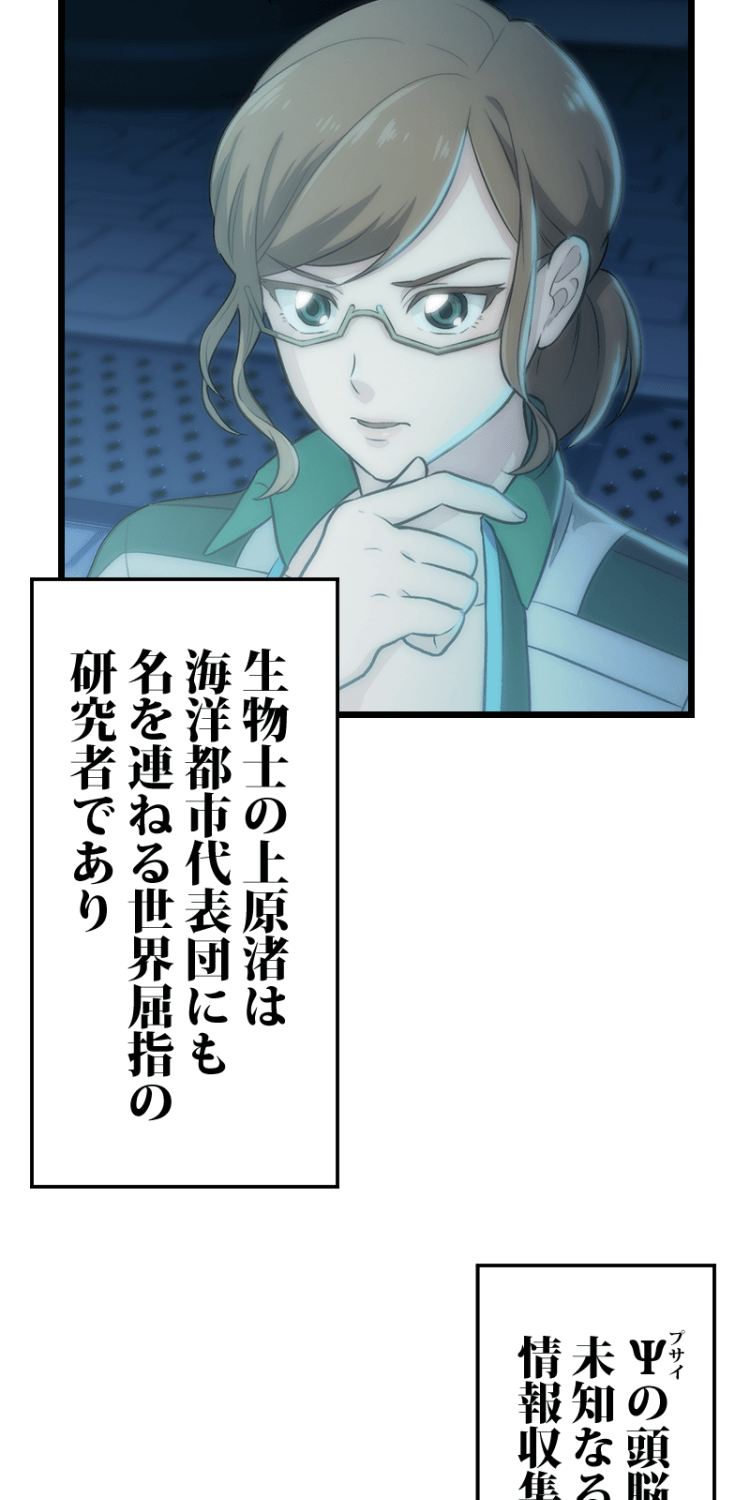 生物士の上原渚は
海洋都市代表団にも
名を連ねる世界屈指の
研究者であり
Ψの頭脳
プサイ
未知なる
情報収集